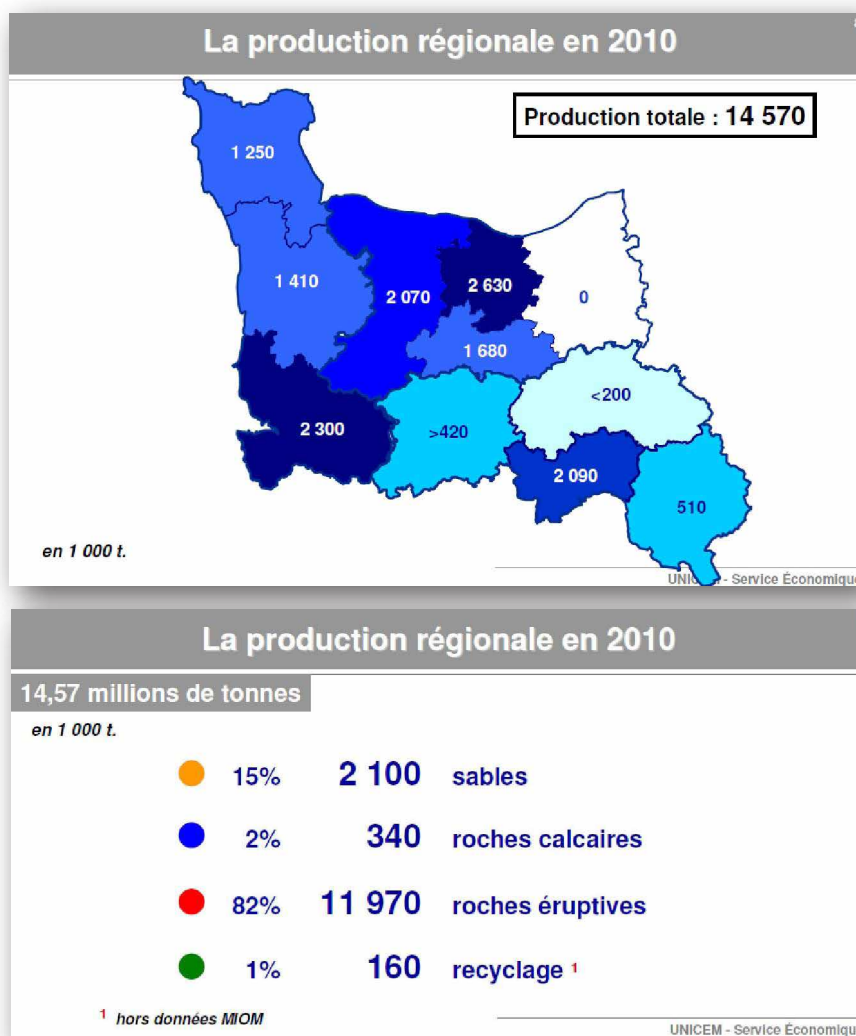 La production régionale en 2010
Production totale : 14 570
1 250
1 410
2 070
2 630
0
1 680
<200
2 300
>420
2 090
510
en 1 000 t.
- Service Économique
La production régionale en 2010
14,57 millions de tonnes
en 1 000 t.
15% 2 100 sables
2% 340 roches calcaires
82% 11 970 roches éruptives
1% 160 recyclage 1
1 hors données MIOM
UNICEM - Service Économique